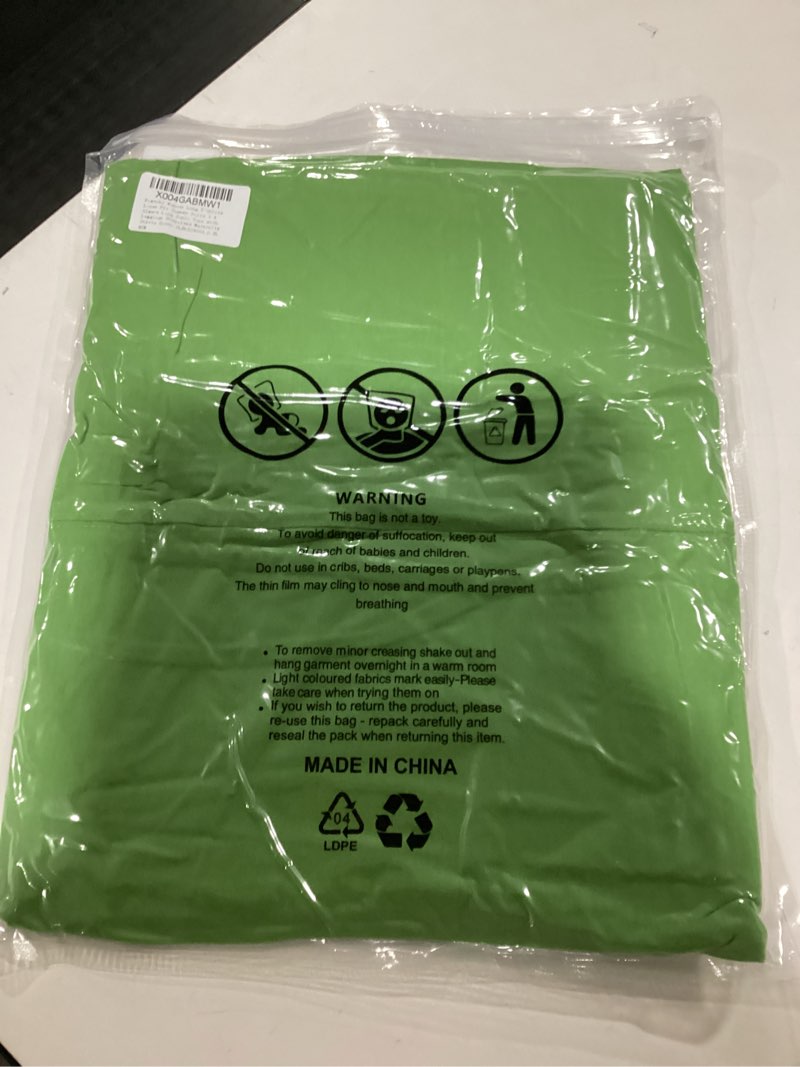 X004GABMW1
WARNING
This bag is not a toy.
To avoid danger of suffocation, keep out
of reach of babies and children.
Do not use in cribs, beds, carriages or playpens.
The thin film may cling to nose and mouth and prevent
breathing
• To remove minor creasing shake out and
hang garment overnight in a warm room
• Light coloured fabrics mark easily-Please
take care when trying them on
• If you wish to return the product, please
re-use this bag - repack carefully and
reseal the pack when returning this item.
MADE IN CHINA
04
LDPE